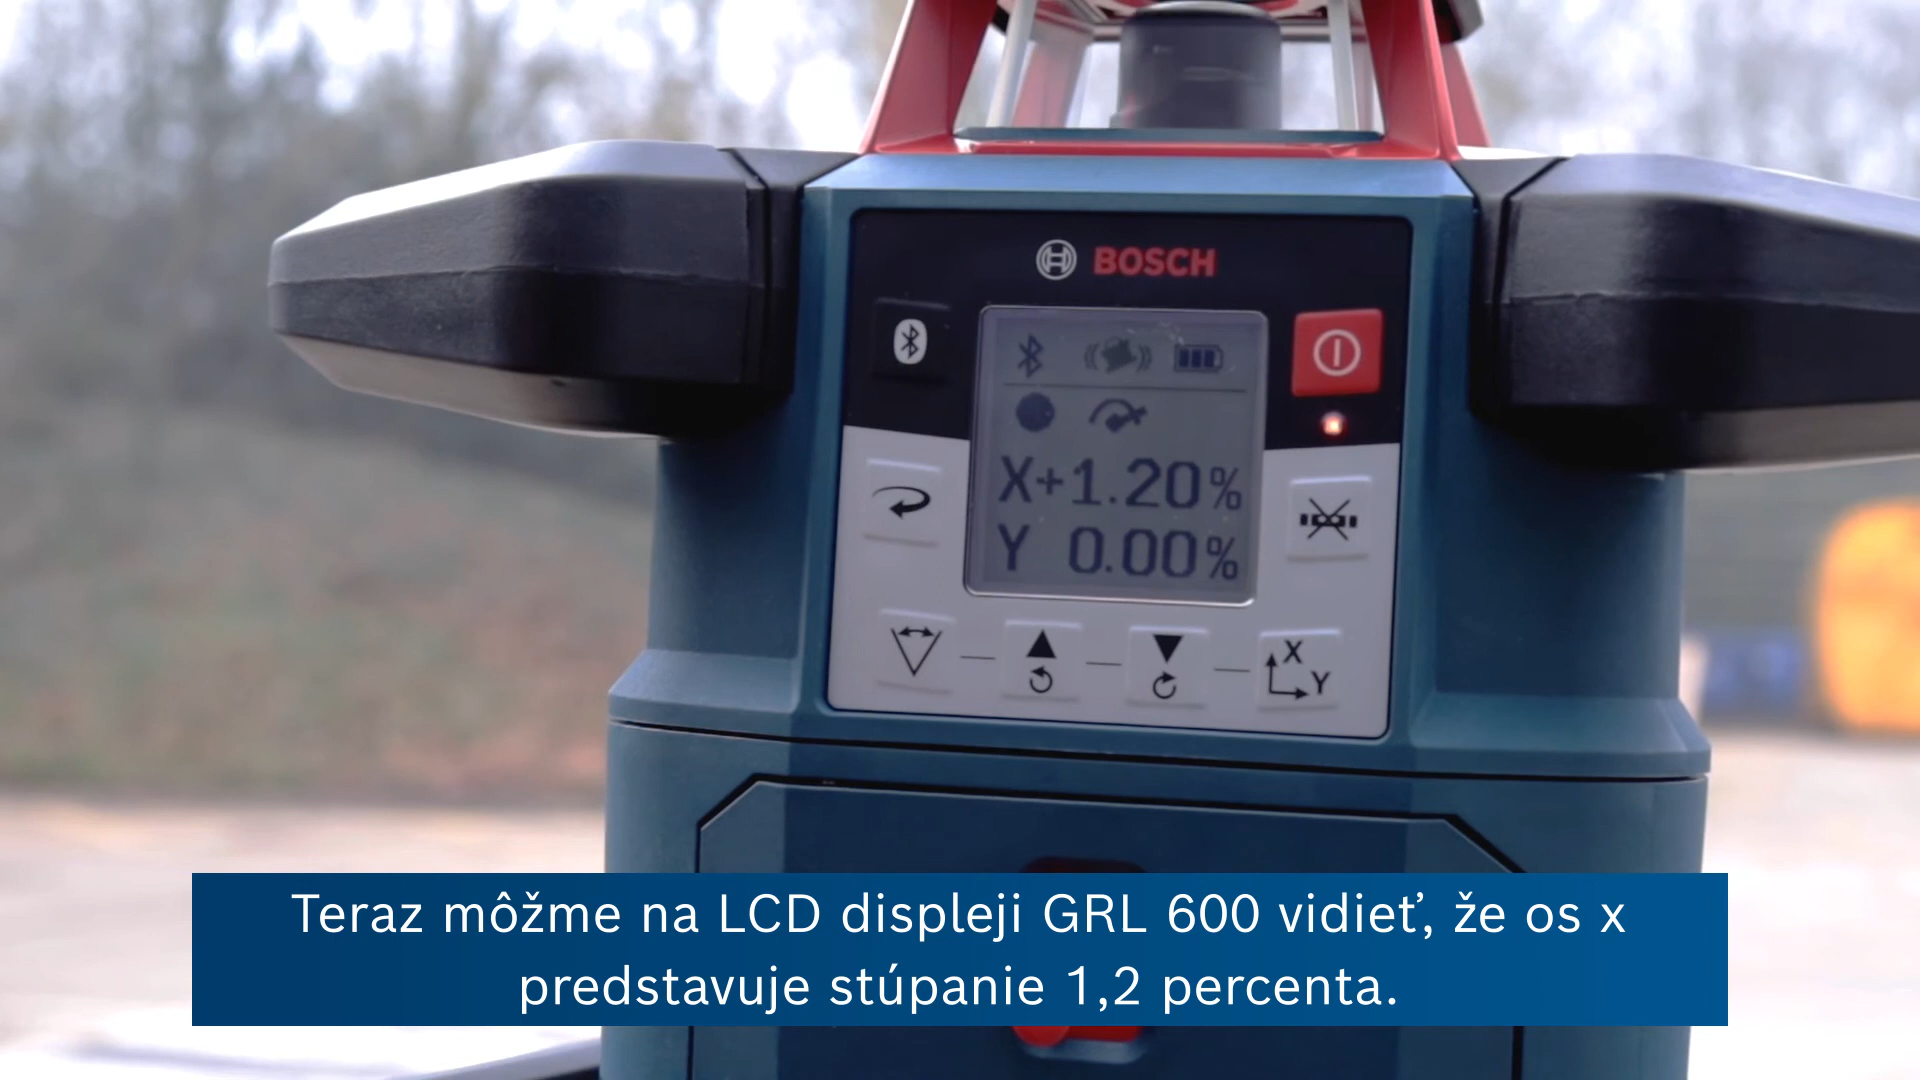 BOSCH
X+1.20%
Y 0.00%
X
Y
Teraz môžme na LCD displeji GRL 600 vidieť, že os x
predstavuje stúpanie 1,2 percenta.